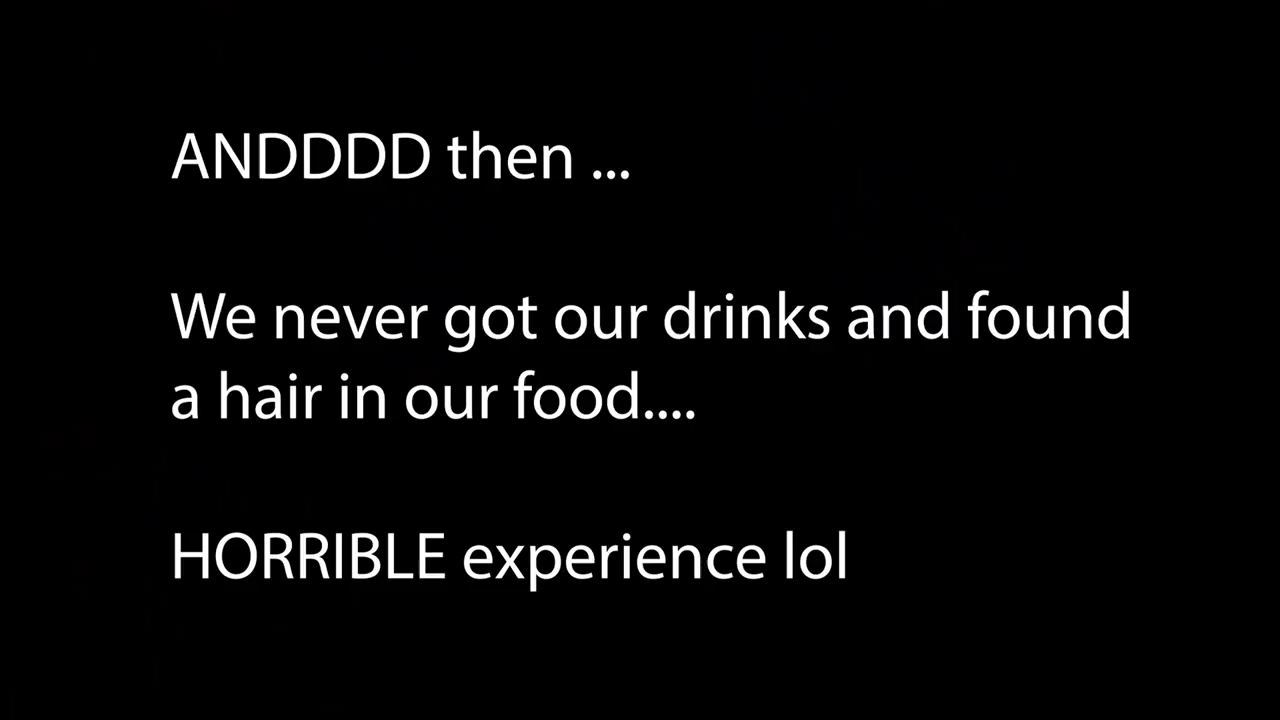 ANDDDD then ...
We never got our drinks and found
a hair in our food....
HORRIBLE experience lol